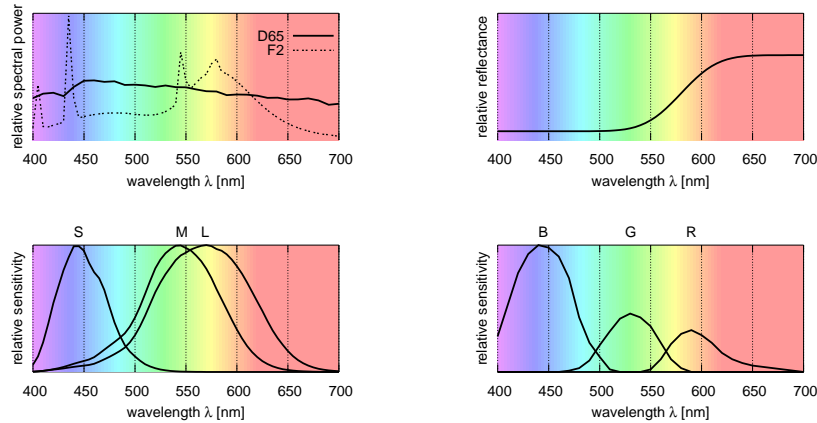 relative spectral power
D65
F2
400 450 500 550 600 650 700
wavelength λ [nm]
relative reflectance
400 450 500 550 600 650 700
wavelength λ [nm]
S M L
relative sensitivity
400 450 500 550 600 650 700
wavelength λ [nm]
B G R
relative sensitivity
400 450 500 550 600 650 700
wavelength λ [nm]